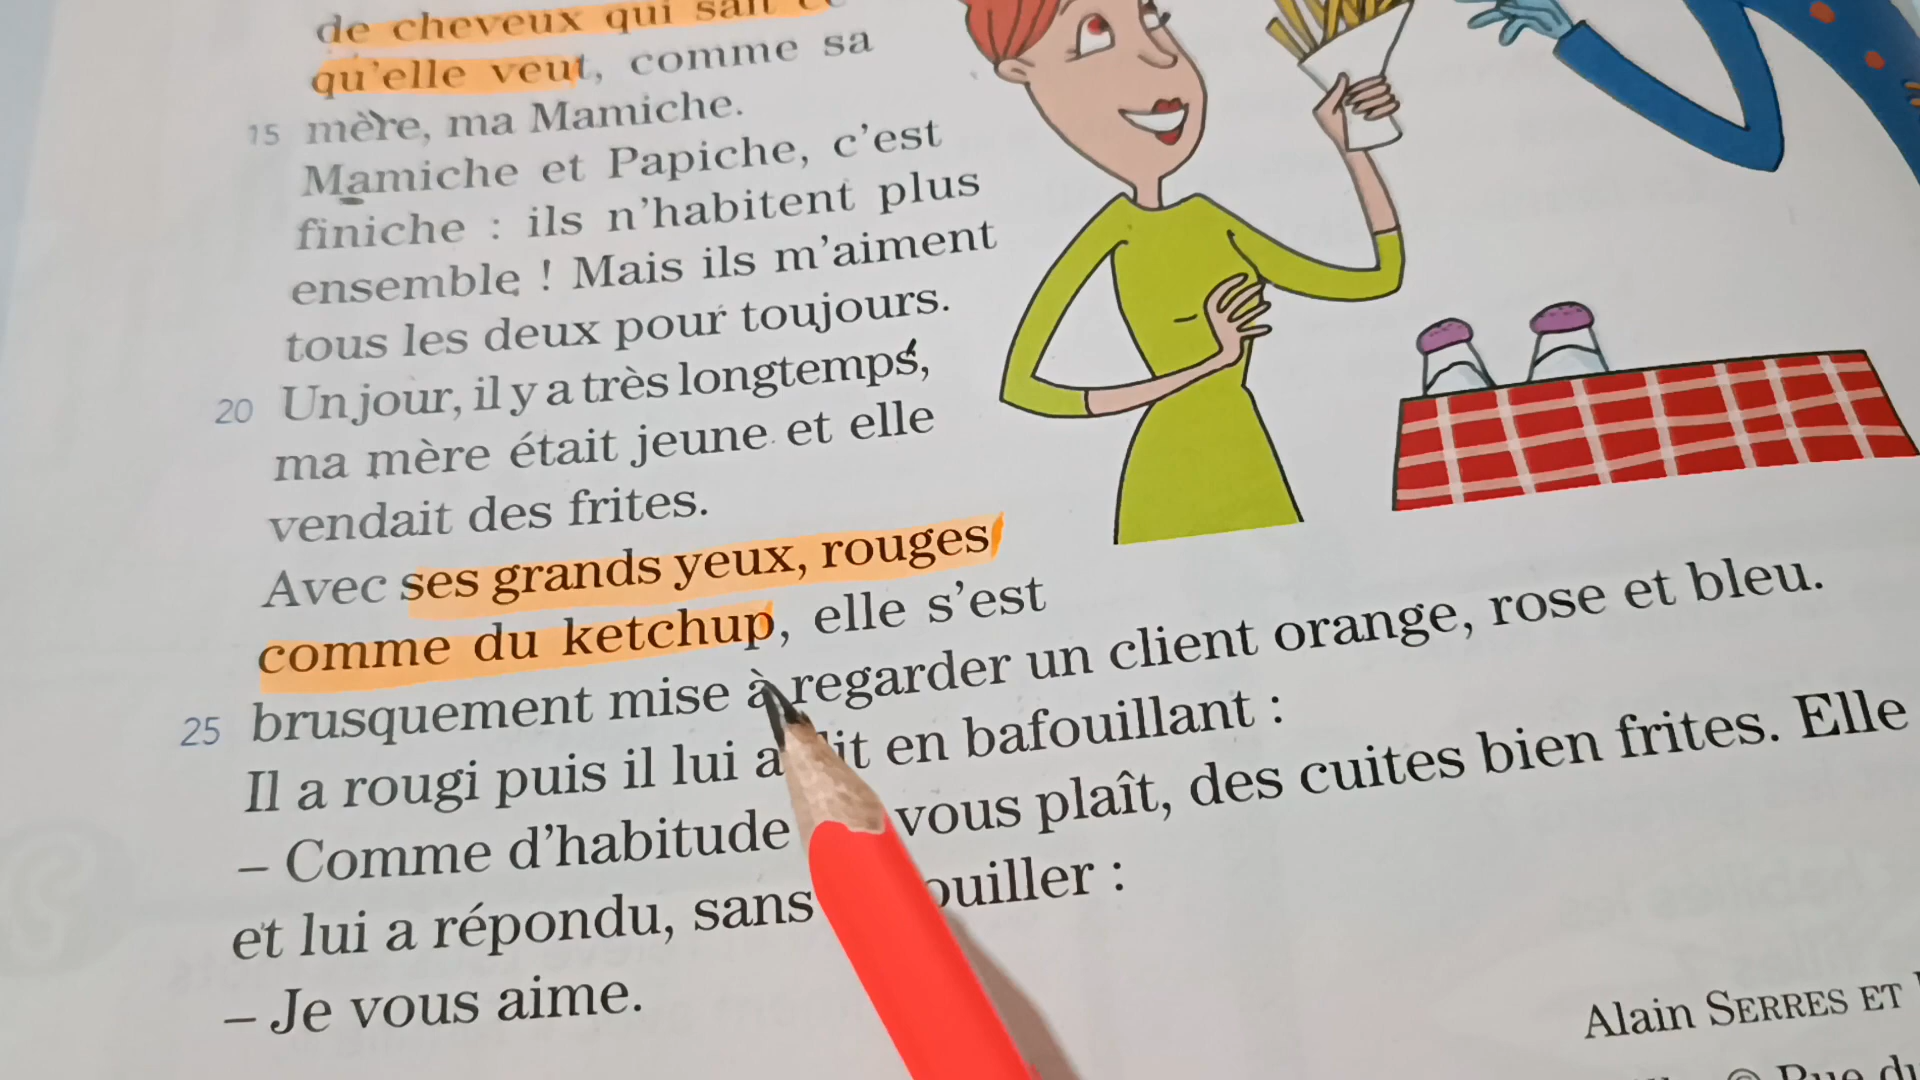 de cheveux qui sait
qu'elle veut, comme sa
15 mère, ma Mamiche.
Mamiche et Papiche, c'est
finiche : ils n'habitent plus
ensemble ! Mais ils m'aiment
tous les deux pour toujours.
20 Un jour, il y a très longtemps,
ma mère était jeune et elle
vendait des frites.
Avec ses grands yeux, rouges
comme du ketchup, elle s'est
25 brusquement mise à regarder un client orange, rose et bleu.
Il a rougi puis il lui a dit en bafouillant :
– Comme d'habitude vous plaît, des cuites bien frites. Elle
et lui a répondu, sans :
– Je vous aime.
Alain SERRES ET
Rue du